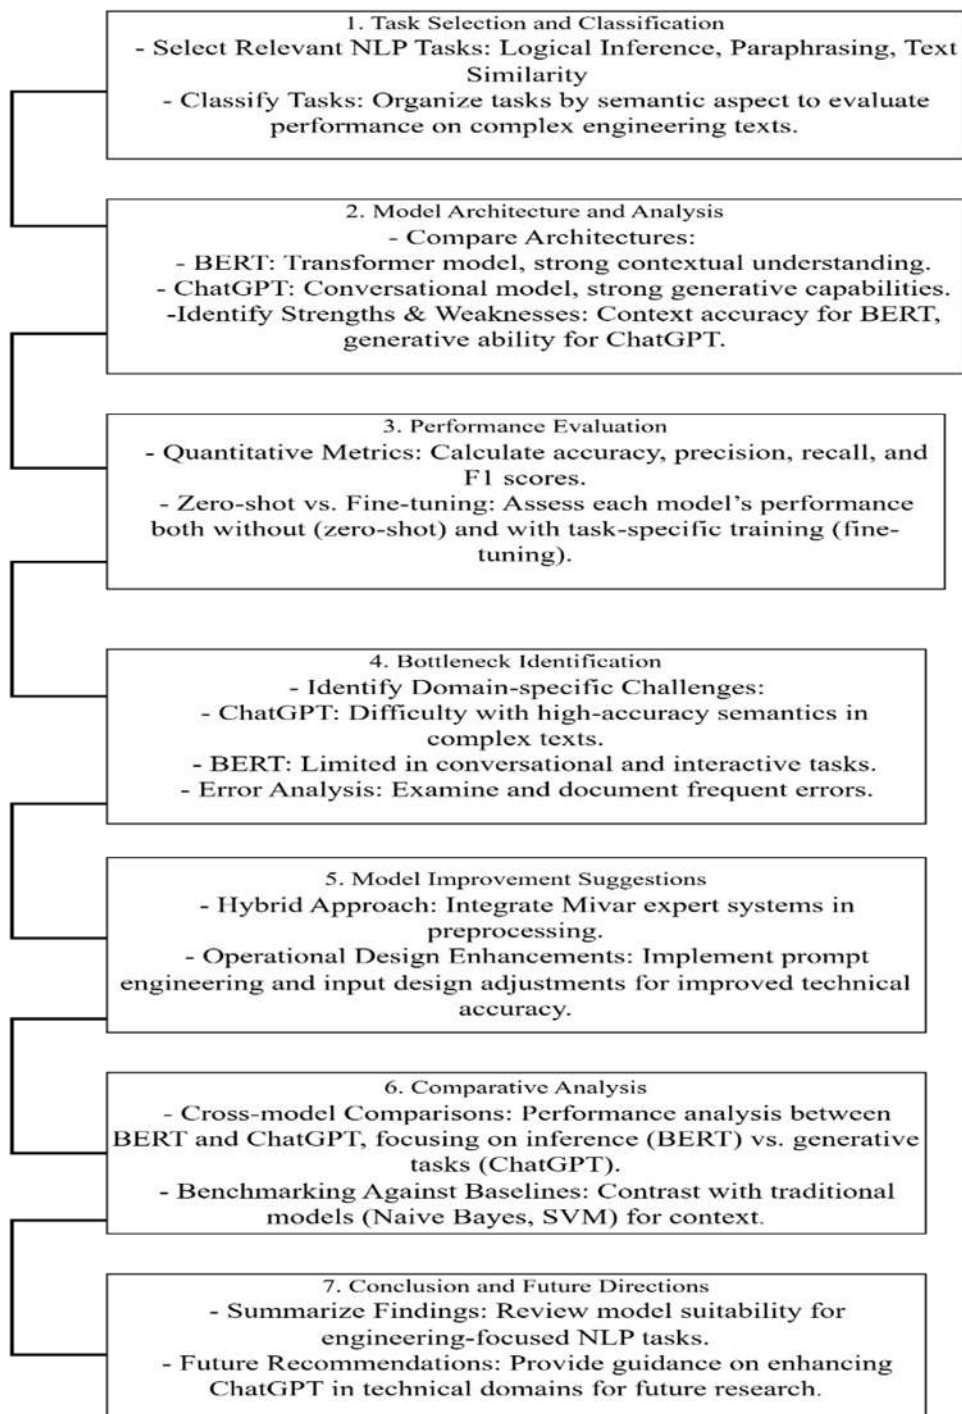 1. Task Selection and Classification
- Select Relevant NLP Tasks: Logical Inference, Paraphrasing, Text
Similarity
- Classify Tasks: Organize tasks by semantic aspect to evaluate
performance on complex engineering texts.
2. Model Architecture and Analysis
- Compare Architectures:
- BERT: Transformer model, strong contextual understanding.
- ChatGPT: Conversational model, strong generative capabilities.
-Identify Strengths & Weaknesses: Context accuracy for BERT,
generative ability for ChatGPT.
3. Performance Evaluation
- Quantitative Metrics: Calculate accuracy, precision, recall, and
F1 scores.
- Zero-shot vs. Fine-tuning: Assess each model’s performance
both without (zero-shot) and with task-specific training (fine-
tuning).
4. Bottleneck Identification
- Identify Domain-specific Challenges:
- ChatGPT: Difficulty with high-accuracy semantics in
complex texts.
- BERT: Limited in conversational and interactive tasks.
- Error Analysis: Examine and document frequent errors.
5. Model Improvement Suggestions
- Hybrid Approach: Integrate Mivar expert systems in
preprocessing.
- Operational Design Enhancements: Implement prompt
engineering and input design adjustments for improved technical
accuracy.
6. Comparative Analysis
- Cross-model Comparisons: Performance analysis between
BERT and ChatGPT, focusing on inference (BERT) vs. generative
tasks (ChatGPT).
- Benchmarking Against Baselines: Contrast with traditional
models (Naive Bayes, SVM) for context.
7. Conclusion and Future Directions
- Summarize Findings: Review model suitability for
engineering-focused NLP tasks.
- Future Recommendations: Provide guidance on enhancing
ChatGPT in technical domains for future research.